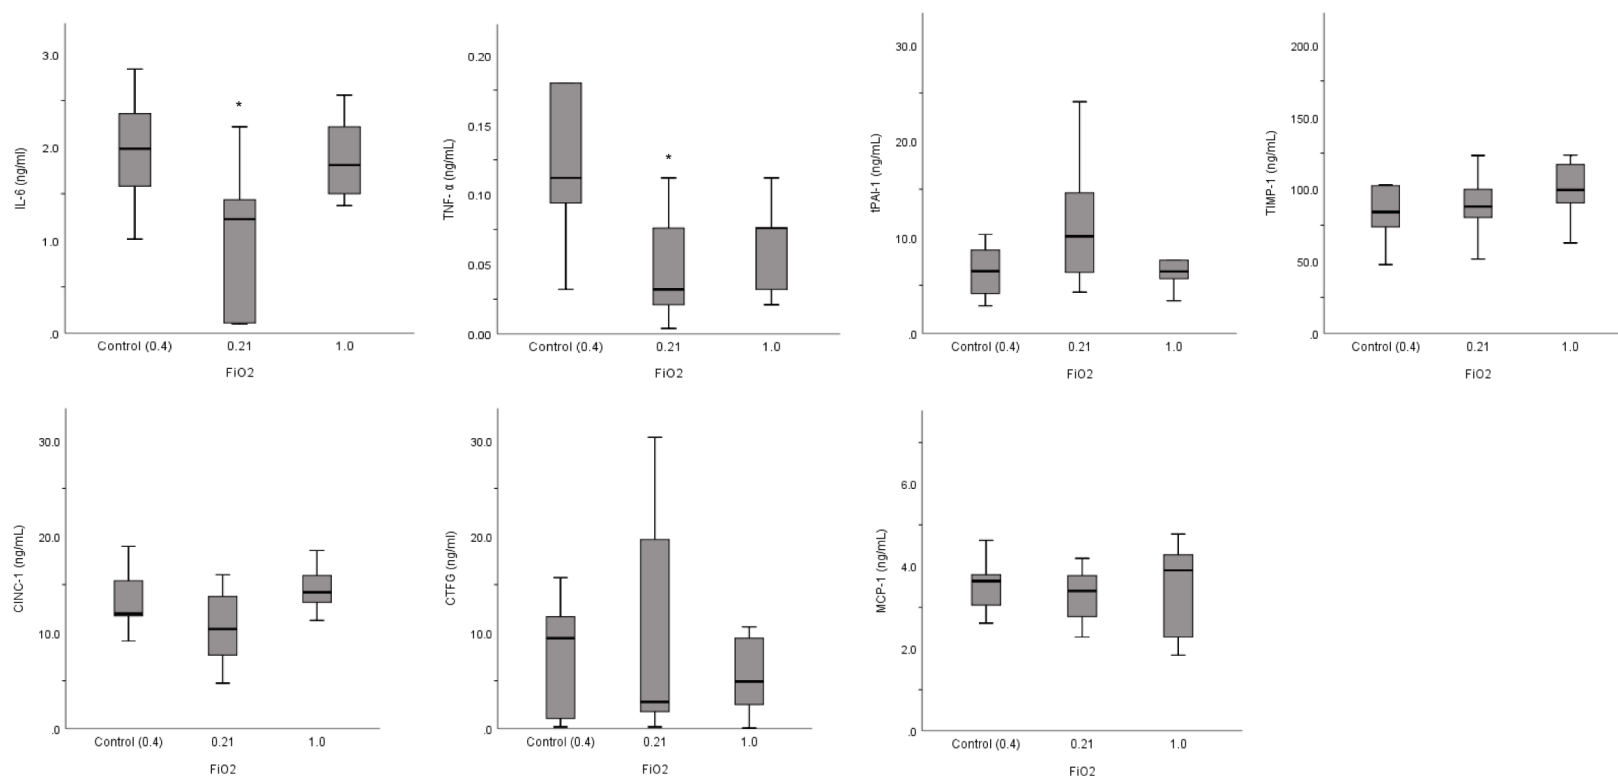 IL-6 (ng/ml)
3.0
2.0
1.0
.0
*
Control (0.4) 0.21 1.0
FiO2
TNF- α (ng/mL)
0.20
0.15
0.10
0.05
0.00
*
Control (0.4) 0.21 1.0
FiO2
tPAI-1 (ng/mL)
30.0
20.0
10.0
.0
Control (0.4) 0.21 1.0
FiO2
TIMP-1 (ng/mL)
200.0
150.0
100.0
50.0
.0
Control (0.4) 0.21 1.0
FiO2
CINC-1 (ng/mL)
30.0
20.0
10.0
.0
Control (0.4) 0.21 1.0
FiO2
CTFG (ng/ml)
30.0
20.0
10.0
.0
Control (0.4) 0.21 1.0
FiO2
MCP-1 (ng/mL)
6.0
4.0
2.0
.0
Control (0.4) 0.21 1.0
FiO2